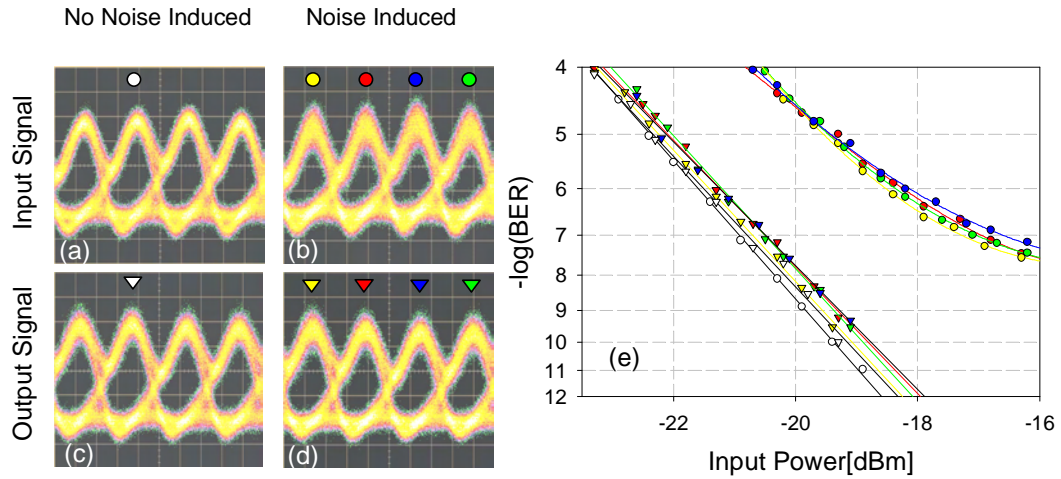 No Noise Induced
Noise Induced
Input Signal
(a)
(b)
Output Signal
(c)
(d)
-log(BER)
4
5
6
7
8
9
10
11
12
(e)
-22
-20
-18
-16
Input Power[dBm]